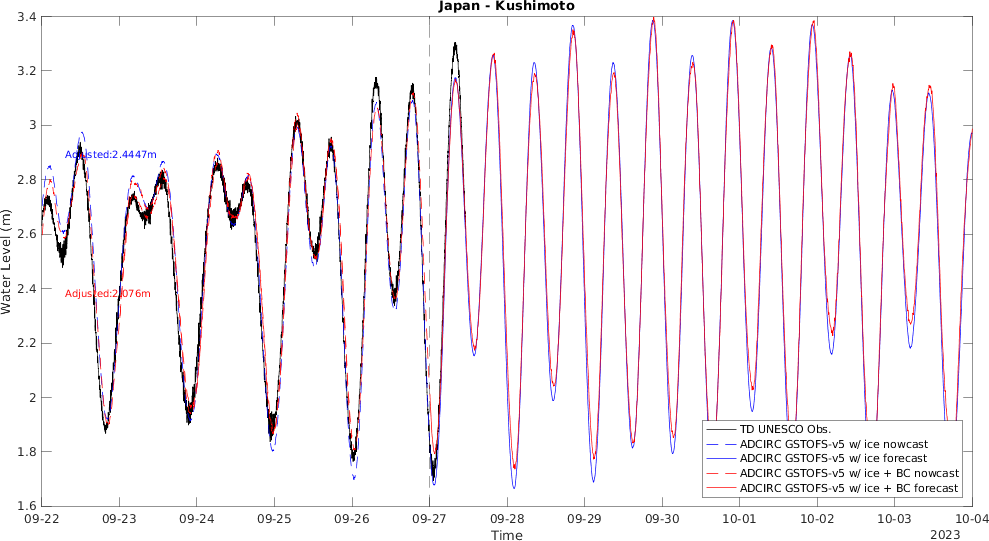 Japan - Kushimoto
3.4
3.2
3
2.8
2.6
2.4
2.2
2
1.8
1.6
Water Level (m)
Adjusted:2.4447m
Adjusted:2.076m
TD UNESCO Obs.
ADCIRC GSTOFS-v5 w/ ice nowcast
ADCIRC GSTOFS-v5 w/ ice forecast
ADCIRC GSTOFS-v5 w/ ice + BC nowcast
ADCIRC GSTOFS-v5 w/ ice + BC forecast
09-22 09-23 09-24 09-25 09-26 09-27 09-28 09-29 09-30 10-01 10-02 10-03 10-04
Time
2023